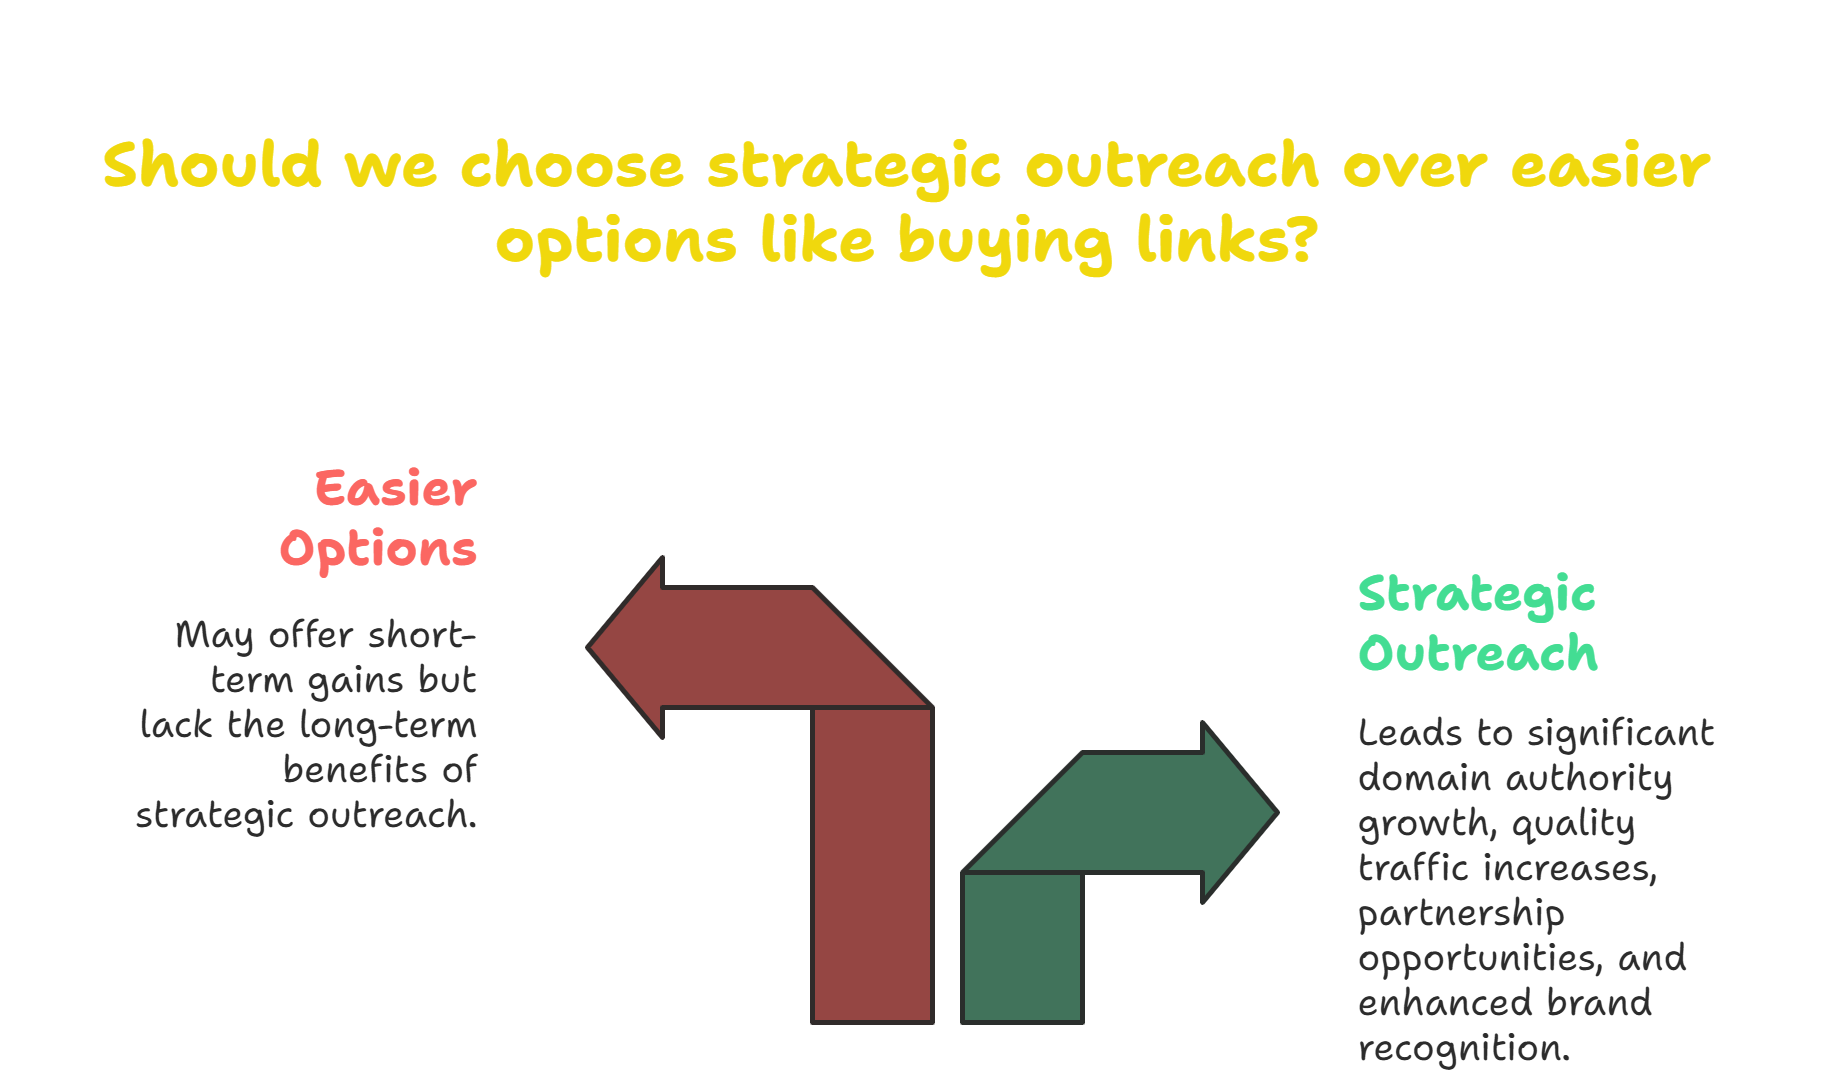 Should we choose strategic outreach over easier
options like buying links?
Easier
Options
May offer short-
term gains but
lack the long-term
benefits of
strategic outreach.
Strategic
Outreach
Leads to significant
domain authority
growth, quality
traffic increases,
partnership
opportunities, and
enhanced brand
recognition.